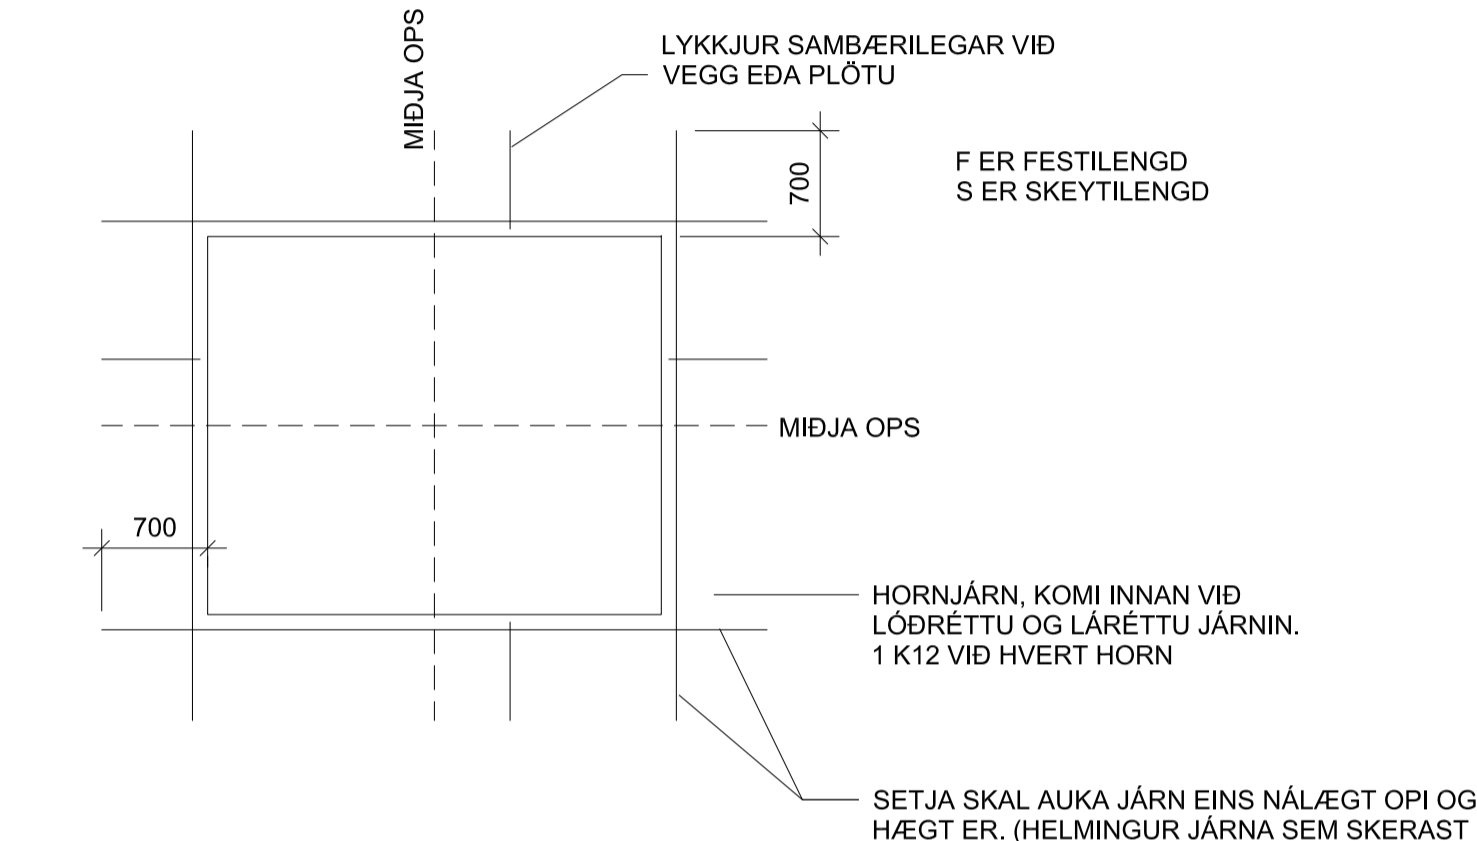 MIÐJA OPS
LYKKJUR SAMBÆRILEGAR VIÐ
VEGG EÐA PLÖTU
700
F ER FESTILENGD
S ER SKEYTILENGD
MIÐJA OPS
700
HORNJÁRN, KOMI INNAN VIÐ
LÓÐRÉTTU OG LÁRÉTTU JÁRNIN.
1 K12 VIÐ HVERT HORN
SETJA SKAL AUKA JÁRN EINS NÁLÆGT OPI OG
HÆGT ER. (HELMINGUR JÁRNA SEM SKERAST